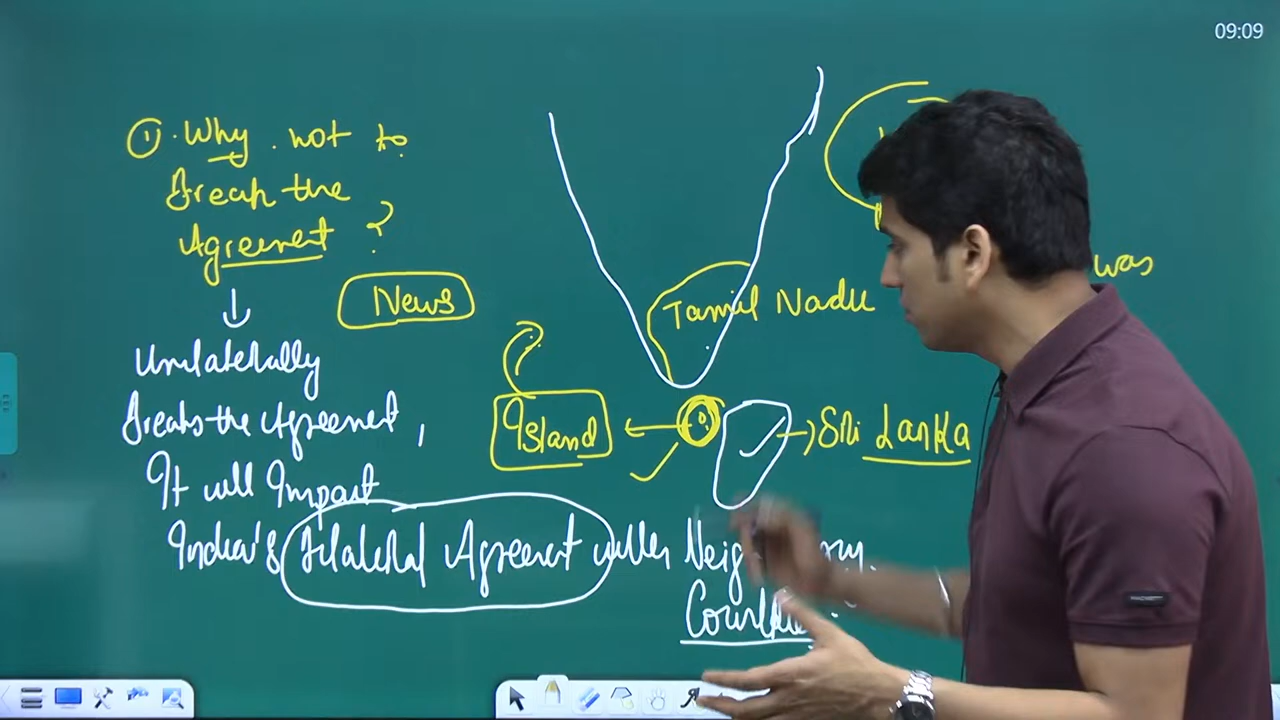 09:09
① . Why . not to
Break the
Agreement ?
News
Unilaterally
Breaks the Agreement ,
It will Impact
India's Bilateral Agreement with
Countries
Tamil Nadu
was
Island
Sri Lanka